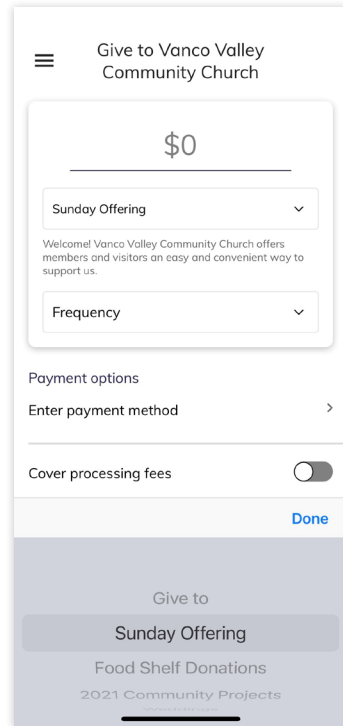 Give to Vanco Valley
Community Church
$0
Sunday Offering
Welcome! Vanco Valley Community Church offers
members and visitors an easy and convenient way to
support us.
Frequency
Payment options
Enter payment method
Cover processing fees
Done
Give to
Sunday Offering
Food Shelf Donations
2021 Community Projects